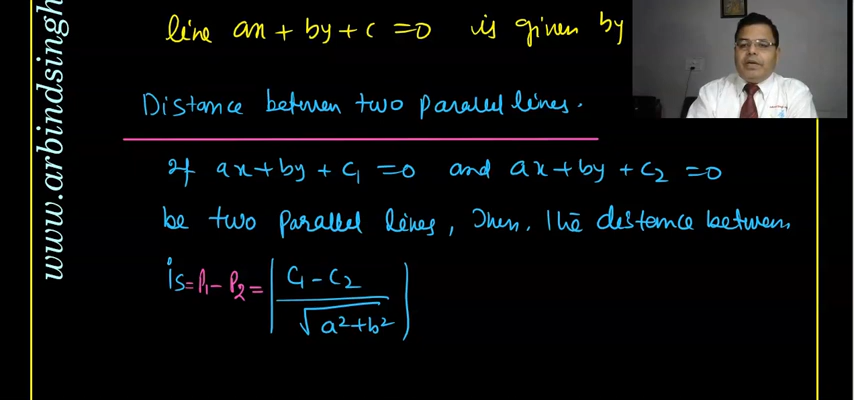 line ax + by + c = 0 is given by
Distance between two parallel lines.
If ax + by + c₁ = 0 and ax + by + c₂ = 0
be two parallel lines, then. The distance between
is = P₁ - P₂ = | C₁ - C₂ / √a² + b² |
www.arbindsingh